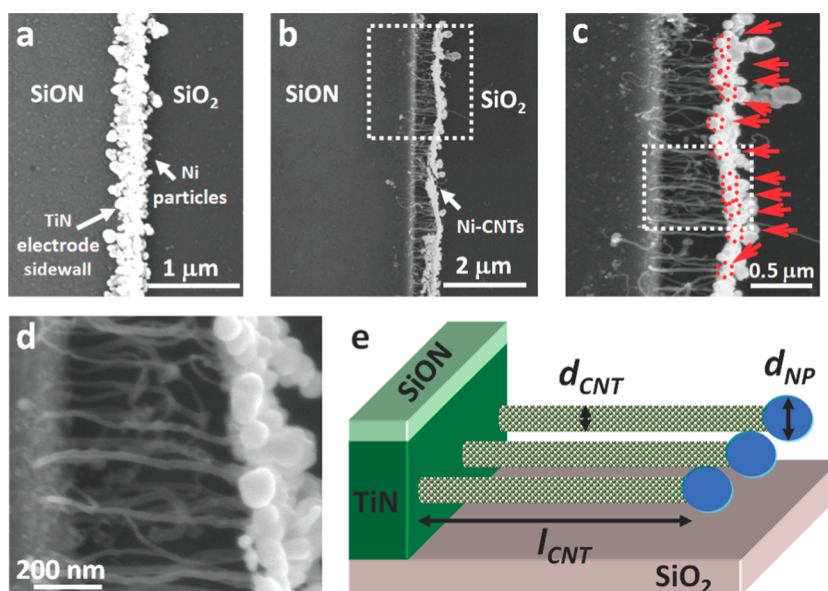 a
SiON
SiO2
Ni
particles
TiN
electrode
sidewall
1 μm
b
SiON
SiO2
Ni-CNTs
2 μm
c
0.5 μm
d
200 nm
e
SiON
dCNT
dNP
TiN
lCNT
SiO2